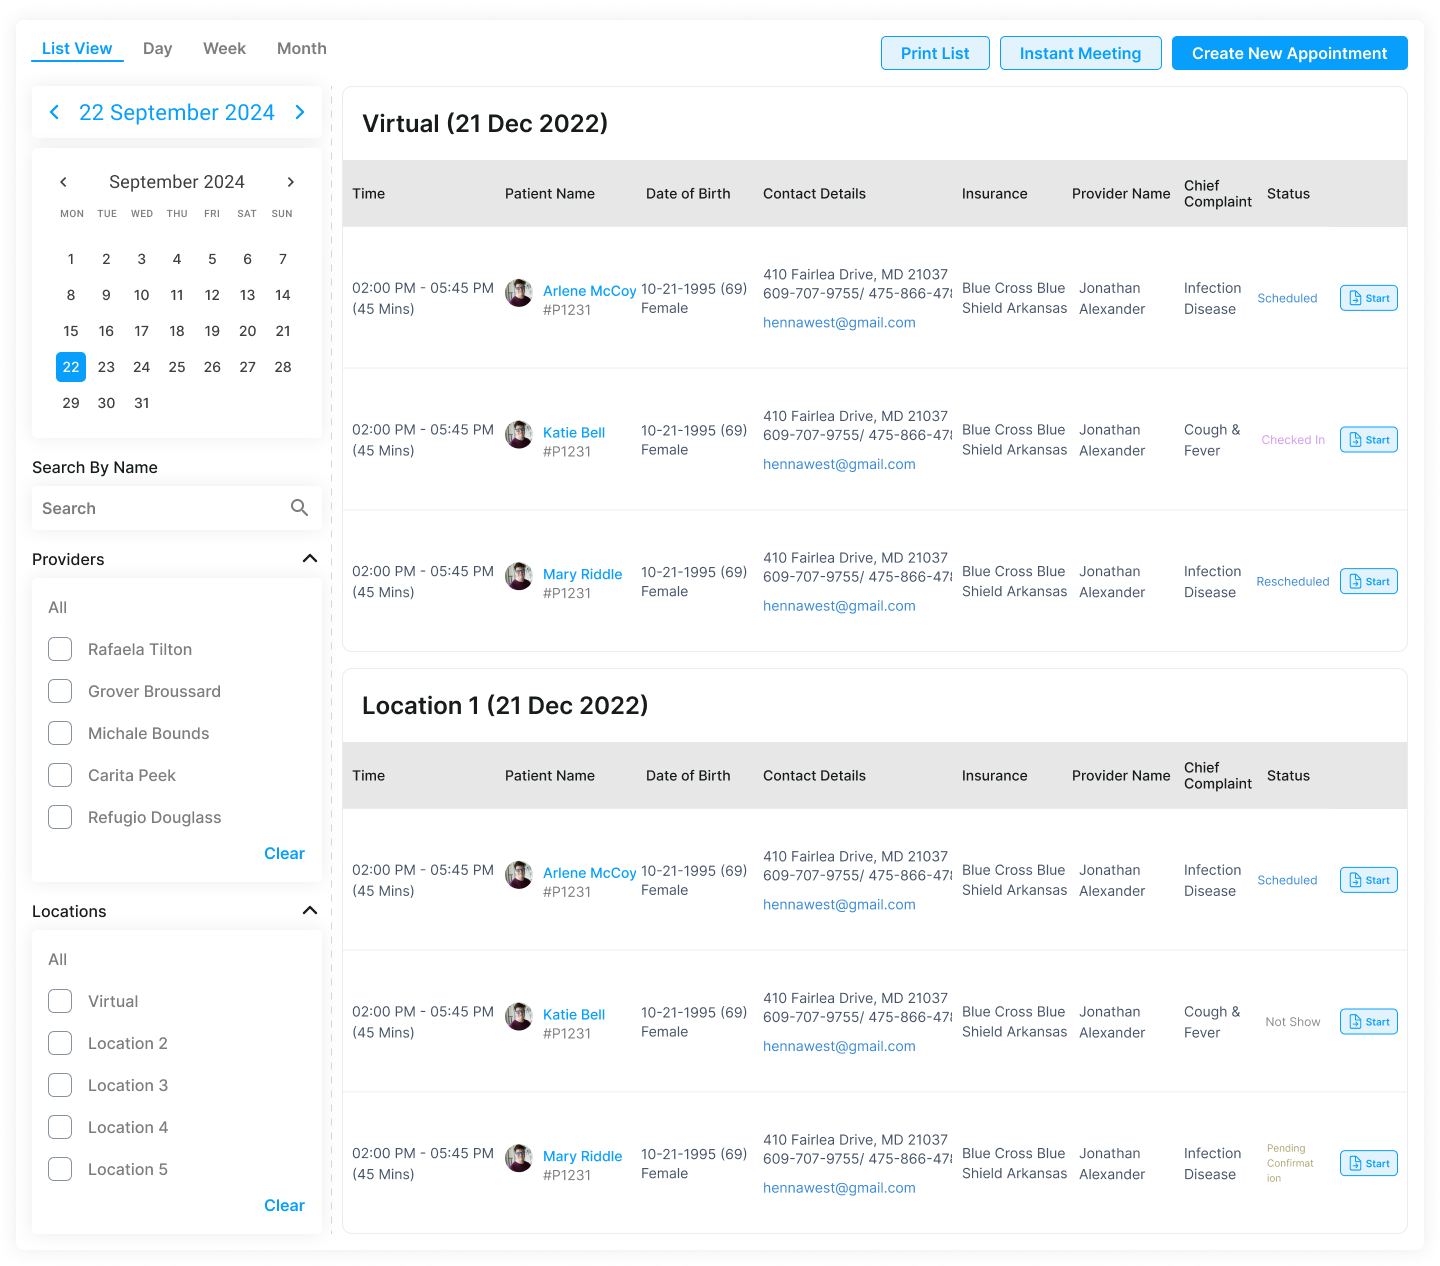 List View Day Week Month
Print List Instant Meeting Create New Appointment
22 September 2024
September 2024
MON TUE WED THU FRI SAT SUN
1 2 3 4 5 6 7
8 9 10 11 12 13 14
15 16 17 18 19 20 21
22 23 24 25 26 27 28
29 30 31
Search By Name
Search
Providers
All
Rafaela Tilton
Grover Broussard
Michale Bounds
Carita Peek
Refugio Douglass
Clear
Locations
All
Virtual
Location 2
Location 3
Location 4
Location 5
Clear
Virtual (21 Dec 2022)
Time Patient Name Date of Birth Contact Details Insurance Provider Name Chief Complaint Status
02:00 PM - 05:45 PM
(45 Mins)
Arlene McCoy
#P1231
10-21-1995 (69)
Female
410 Fairlea Drive, MD 21037
609-707-9755/ 475-866-478
hennawest@gmail.com
Blue Cross Blue
Shield Arkansas
Jonathan
Alexander
Infection
Disease
Scheduled
Start
02:00 PM - 05:45 PM
(45 Mins)
Katie Bell
#P1231
10-21-1995 (69)
Female
410 Fairlea Drive, MD 21037
609-707-9755/ 475-866-478
hennawest@gmail.com
Blue Cross Blue
Shield Arkansas
Jonathan
Alexander
Cough &
Fever
Checked In
Start
02:00 PM - 05:45 PM
(45 Mins)
Mary Riddle
#P1231
10-21-1995 (69)
Female
410 Fairlea Drive, MD 21037
609-707-9755/ 475-866-478
hennawest@gmail.com
Blue Cross Blue
Shield Arkansas
Jonathan
Alexander
Infection
Disease
Rescheduled
Start
Location 1 (21 Dec 2022)
Time Patient Name Date of Birth Contact Details Insurance Provider Name Chief Complaint Status
02:00 PM - 05:45 PM
(45 Mins)
Arlene McCoy
#P1231
10-21-1995 (69)
Female
410 Fairlea Drive, MD 21037
609-707-9755/ 475-866-478
hennawest@gmail.com
Blue Cross Blue
Shield Arkansas
Jonathan
Alexander
Infection
Disease
Scheduled
Start
02:00 PM - 05:45 PM
(45 Mins)
Katie Bell
#P1231
10-21-1995 (69)
Female
410 Fairlea Drive, MD 21037
609-707-9755/ 475-866-478
hennawest@gmail.com
Blue Cross Blue
Shield Arkansas
Jonathan
Alexander
Cough &
Fever
Not Show
Start
02:00 PM - 05:45 PM
(45 Mins)
Mary Riddle
#P1231
10-21-1995 (69)
Female
410 Fairlea Drive, MD 21037
609-707-9755/ 475-866-478
hennawest@gmail.com
Blue Cross Blue
Shield Arkansas
Jonathan
Alexander
Infection
Disease
Pending
Confirmat
ion
Start